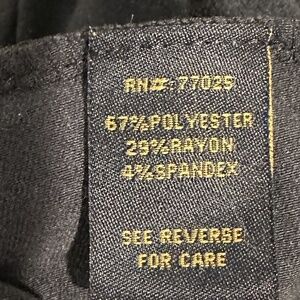 RN#: 77025
67%POLYESTER
29%RAYON
4%SPANDEX
SEE REVERSE
FOR CARE